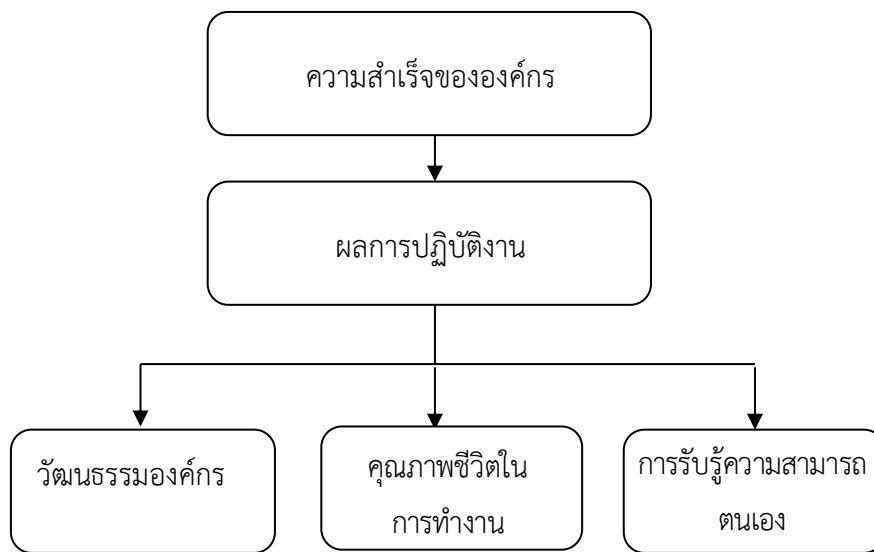 ความสำเร็จขององค์กร
ผลการปฏิบัติงาน
วัฒนธรรมองค์กร
คุณภาพชีวิตใน
การทำงาน
การรับรู้ความสามารถ
ตนเอง